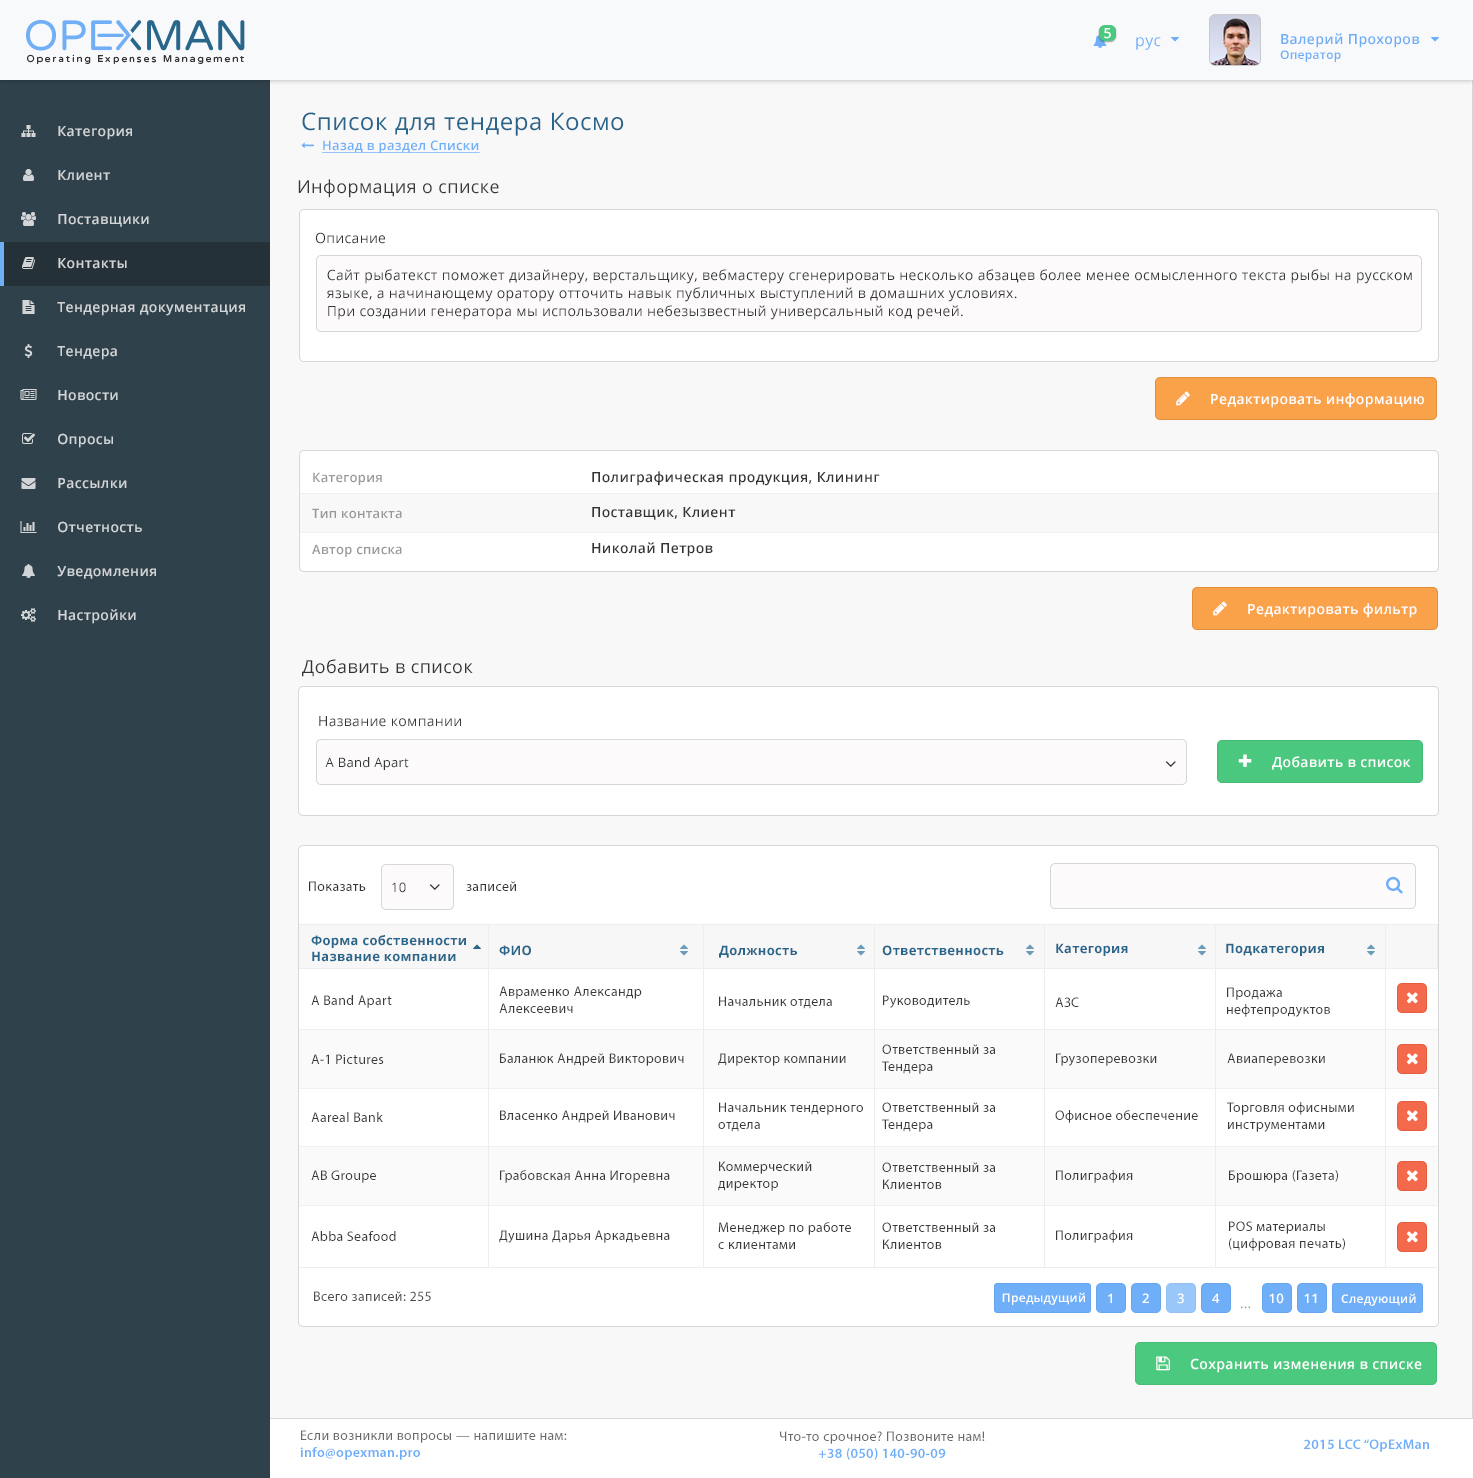 OPEXMAN
Operating Expenses Management
5
рус
Валерий Прохоров
Оператор
Категория
Клиент
Поставщики
Контакты
Тендерная документация
Тендера
Новости
Опросы
Рассылки
Отчетность
Уведомления
Настройки
Список для тендера Космо
← Назад в раздел Списки
Информация о списке
Описание
Сайт рыбатекст поможет дизайнеру, верстальщику, вебмастеру сгенерировать несколько абзацев более менее осмысленного текста рыбы на русском
языке, а начинающему оратору отточить навык публичных выступлений в домашних условиях.
При создании генератора мы использовали небезызвестный универсальный код речей.
Редактировать информацию
Категория Полиграфическая продукция, Клининг
Тип контакта Поставщик, Клиент
Автор списка Николай Петров
Редактировать фильтр
Добавить в список
Название компании
A Band Apart
Добавить в список
Показать 10 записей
Форма собственности
Название компании
ФИО
Должность
Ответственность
Категория
Подкатегория
A Band Apart
Авраменко Александр
Алексеевич
Начальник отдела
Руководитель
АЗС
Продажа
нефтепродуктов
A-1 Pictures
Баланюк Андрей Викторович
Директор компании
Ответственный за
Тендера
Грузоперевозки
Авиаперевозки
Aareal Bank
Власенко Андрей Иванович
Начальник тендерного
отдела
Ответственный за
Тендера
Офисное обеспечение
Торговля офисными
инструментами
AB Groupe
Грабовская Анна Игоревна
Коммерческий
директор
Ответственный за
Клиентов
Полиграфия
Брошюра (Газета)
Abba Seafood
Душина Дарья Аркадьевна
Менеджер по работе
с клиентами
Ответственный за
Клиентов
Полиграфия
POS материалы
(цифровая печать)
Всего записей: 255
Предыдущий 1 2 3 4 ... 10 11 Следующий
Сохранить изменения в списке
Если возникли вопросы — напишите нам:
info@opexman.pro
Что-то срочное? Позвоните нам!
+38 (050) 140-90-09
2015 LCC “OpExMan